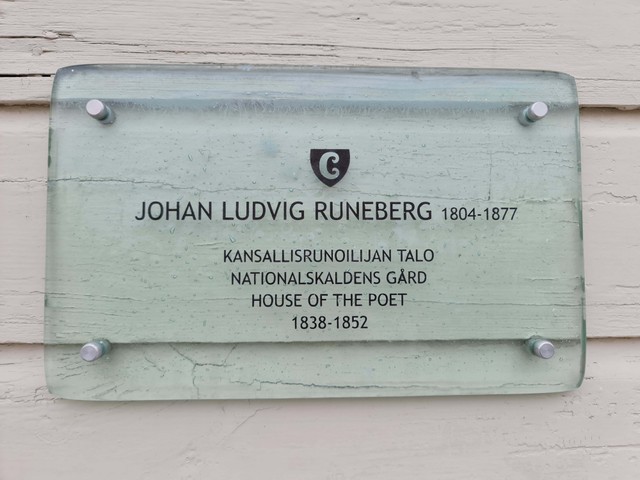 C
JOHAN LUDVIG RUNEBERG 1804-1877
KANSALLISRUNOILIJAN TALO
NATIONALSKALDENS GÅRD
HOUSE OF THE POET
1838-1852